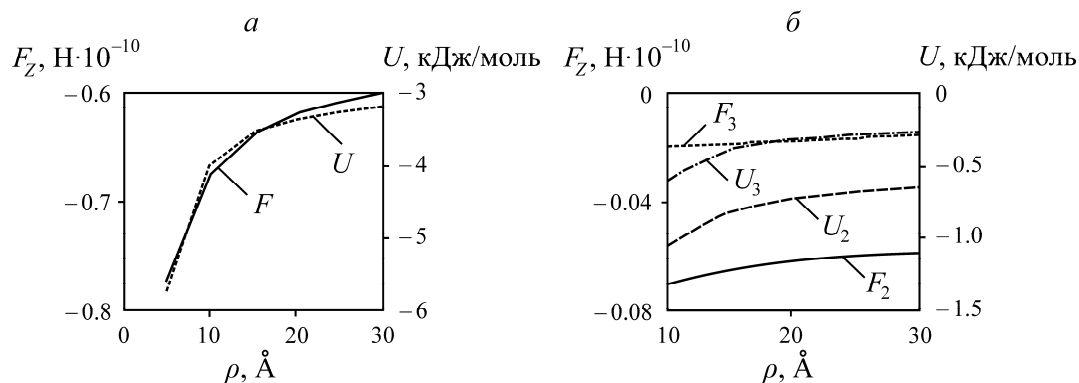 а
б
F_Z, Н·10^−10
U, кДж/моль
F_Z, Н·10^−10
U, кДж/моль
−0.6
−3
0
0
F_3
U
−4
−0.5
F
U_3
−0.7
−0.04
−5
U_2
−1.0
F_2
−0.8
−6
−0.08
−1.5
0
10
20
30
10
20
30
ρ, Å
ρ, Å